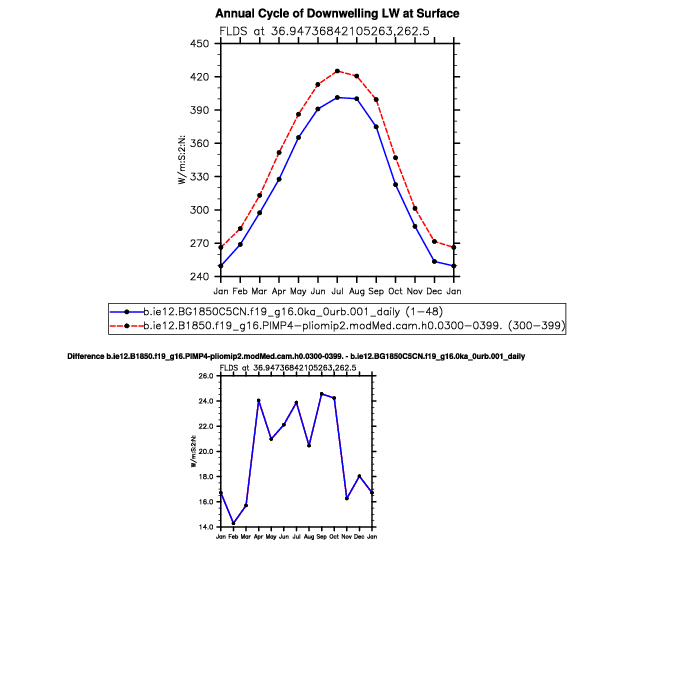 Annual Cycle of Downwelling LW at Surface
FLDS at 36.94736842105263,262.5
450
420
390
360
330
300
270
240
W/m:S:2:N:
Jan Feb Mar Apr May Jun Jul Aug Sep Oct Nov Dec Jan
b.ie12.BG1850C5CN.f19_g16.0ka_0urb.001_daily (1-48)
b.ie12.B1850.f19_g16.PlMP4-pliomip2.modMed.cam.h0.0300-0399. (300-399)
Difference b.ie12.B1850.f19_g16.PlMP4-pliomip2.modMed.cam.h0.0300-0399. - b.ie12.BG1850C5CN.f19_g16.0ka_0urb.001_daily
FLDS at 36.94736842105263,262.5
26.0
24.0
22.0
20.0
18.0
16.0
14.0
W/m:S:2:N:
Jan Feb Mar Apr May Jun Jul Aug Sep Oct Nov Dec Jan